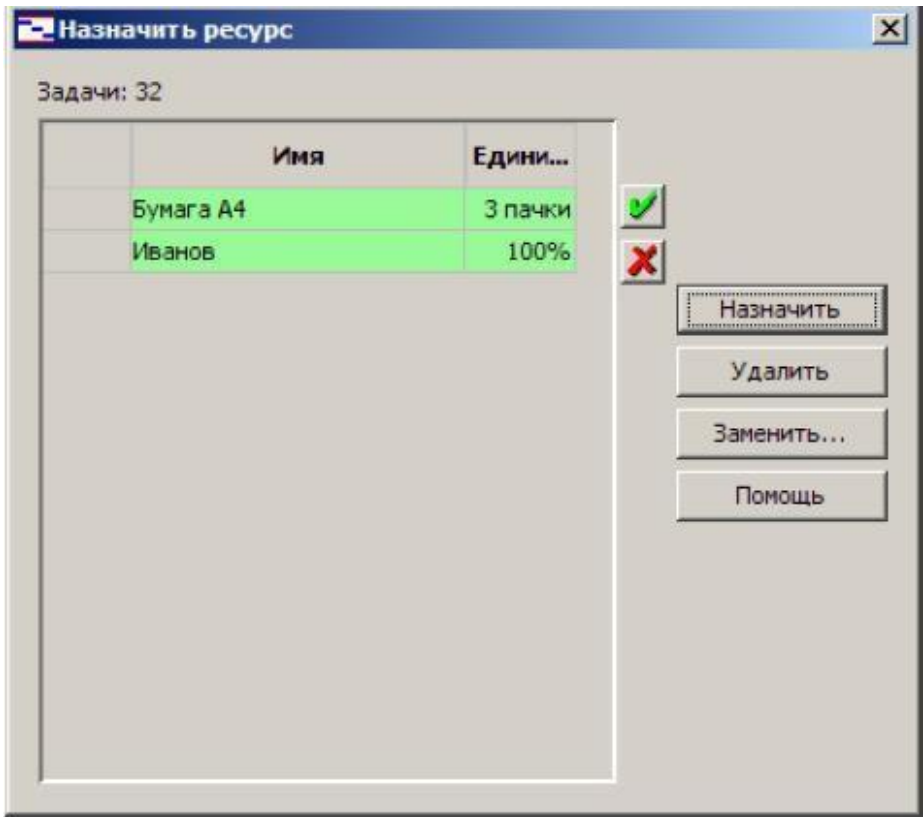 Назначить ресурс
Задачи: 32
Имя Едини...
Бумага А4 3 пачки
Иванов 100%
Назначить
Удалить
Заменить...
Помощь